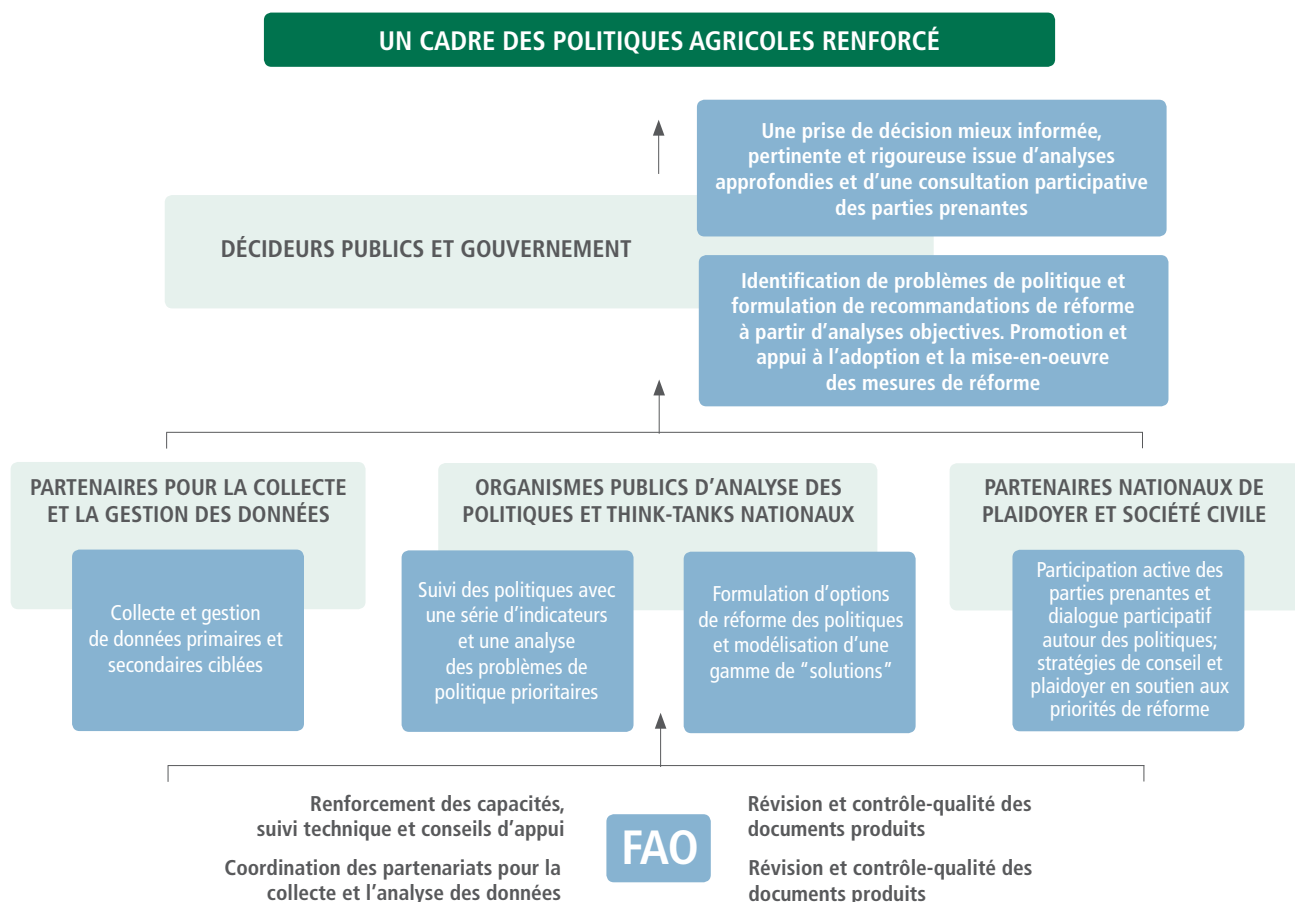 UN CADRE DES POLITIQUES AGRICOLES RENFORCÉ
Une prise de décision mieux informée,
pertinente et rigoureuse issue d'analyses
approfondies et d'une consultation participative
des parties prenantes
DÉCIDEURS PUBLICS ET GOUVERNEMENT
Identification de problèmes de politique et
formulation de recommandations de réforme
à partir d'analyses objectives. Promotion et
appui à l'adoption et la mise-en-oeuvre
des mesures de réforme
PARTENAIRES POUR LA COLLECTE
ET LA GESTION DES DONNÉES
Collecte et gestion
de données primaires et
secondaires ciblées
ORGANISMES PUBLICS D'ANALYSE DES
POLITIQUES ET THINK-TANKS NATIONAUX
Suivi des politiques avec
une série d'indicateurs
et une analyse
des problèmes de
politique prioritaires
Formulation d'options
de réforme des politiques
et modélisation d'une
gamme de "solutions"
PARTENAIRES NATIONAUX DE
PLAIDOYER ET SOCIÉTÉ CIVILE
Participation active des
parties prenantes et
dialogue participatif
autour des politiques;
stratégies de conseil et
plaidoyer en soutien aux
priorités de réforme
Renforcement des capacités,
suivi technique et conseils d'appui
Coordination des partenariats pour la
collecte et l'analyse des données
FAO
Révision et contrôle-qualité des
documents produits
Révision et contrôle-qualité des
documents produits